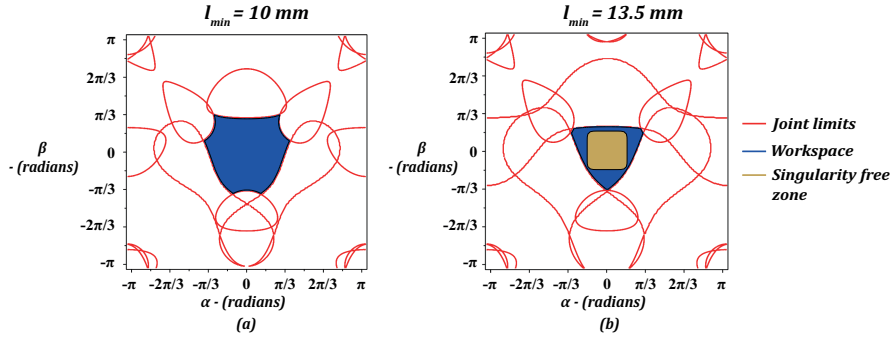 l_min = 10 mm
l_min = 13.5 mm
π
2π/3
π/3
0
-π/3
-2π/3
-π
β
- (radians)
-π
-2π/3
-π/3
0
π/3
2π/3
π
α - (radians)
(a)
π
2π/3
π/3
0
-π/3
-2π/3
-π
β
- (radians)
-π
-2π/3
-π/3
0
π/3
2π/3
π
α - (radians)
(b)
Joint limits
Workspace
Singularity free
zone